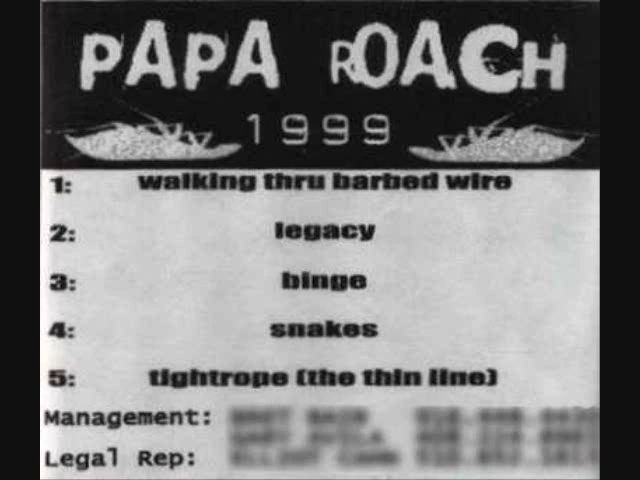 PAPA ROACH
1999
1: walking thru barbed wire
2: legacy
3: binge
4: snakes
5: tightrope (the thin line)
Management:
Legal Rep: